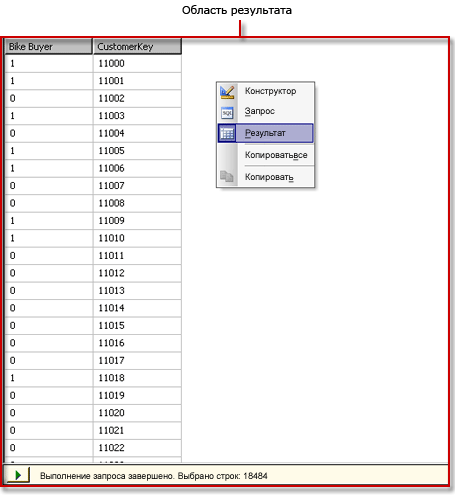 Область результата
Bike Buyer CustomerKey
1 11000
1 11001
0 11002
1 11003
0 11004
1 11005
1 11006
0 11007
0 11008
1 11009
1 11010
0 11011
0 11012
0 11013
0 11014
0 11015
0 11016
0 11017
1 11018
0 11019
0 11020
0 11021
0 11022
Конструктор
SQL Запрос
Результат
Копироватьвсе
Копировать
Выполнение запроса завершено. Выбрано строк: 18484